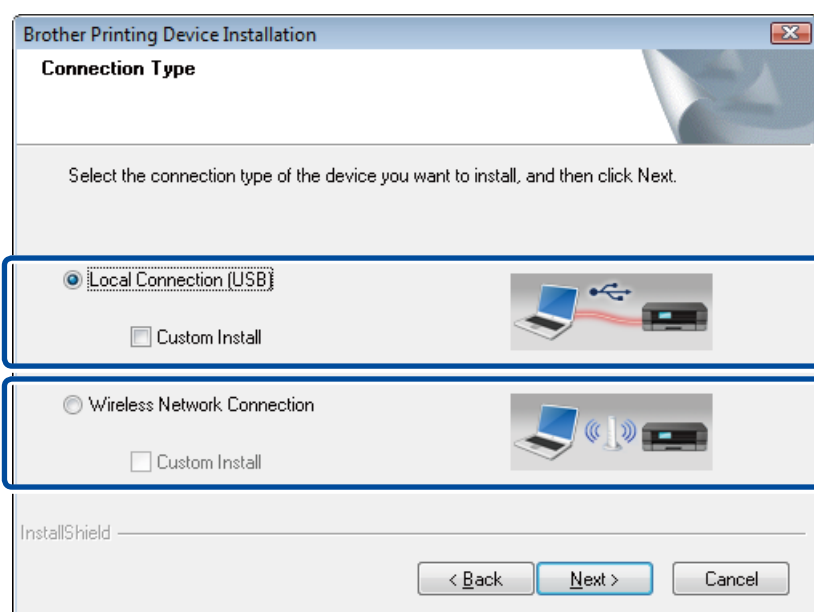 Brother Printing Device Installation
Connection Type
Select the connection type of the device you want to install, and then click Next.
Local Connection (USB)
Custom Install
Wireless Network Connection
Custom Install
InstallShield
< Back
Next >
Cancel